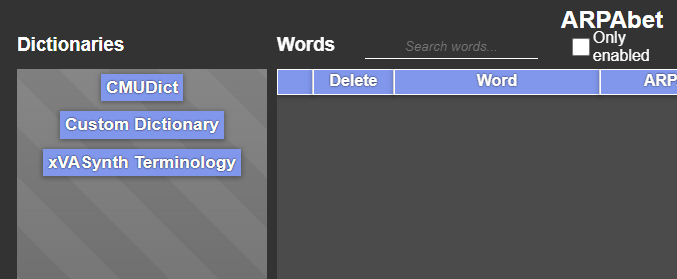 ARPAbet
Dictionaries
Words
Search words...
Only
enabled
CMUDict
Custom Dictionary
xVASynth Terminology
Delete
Word
ARP